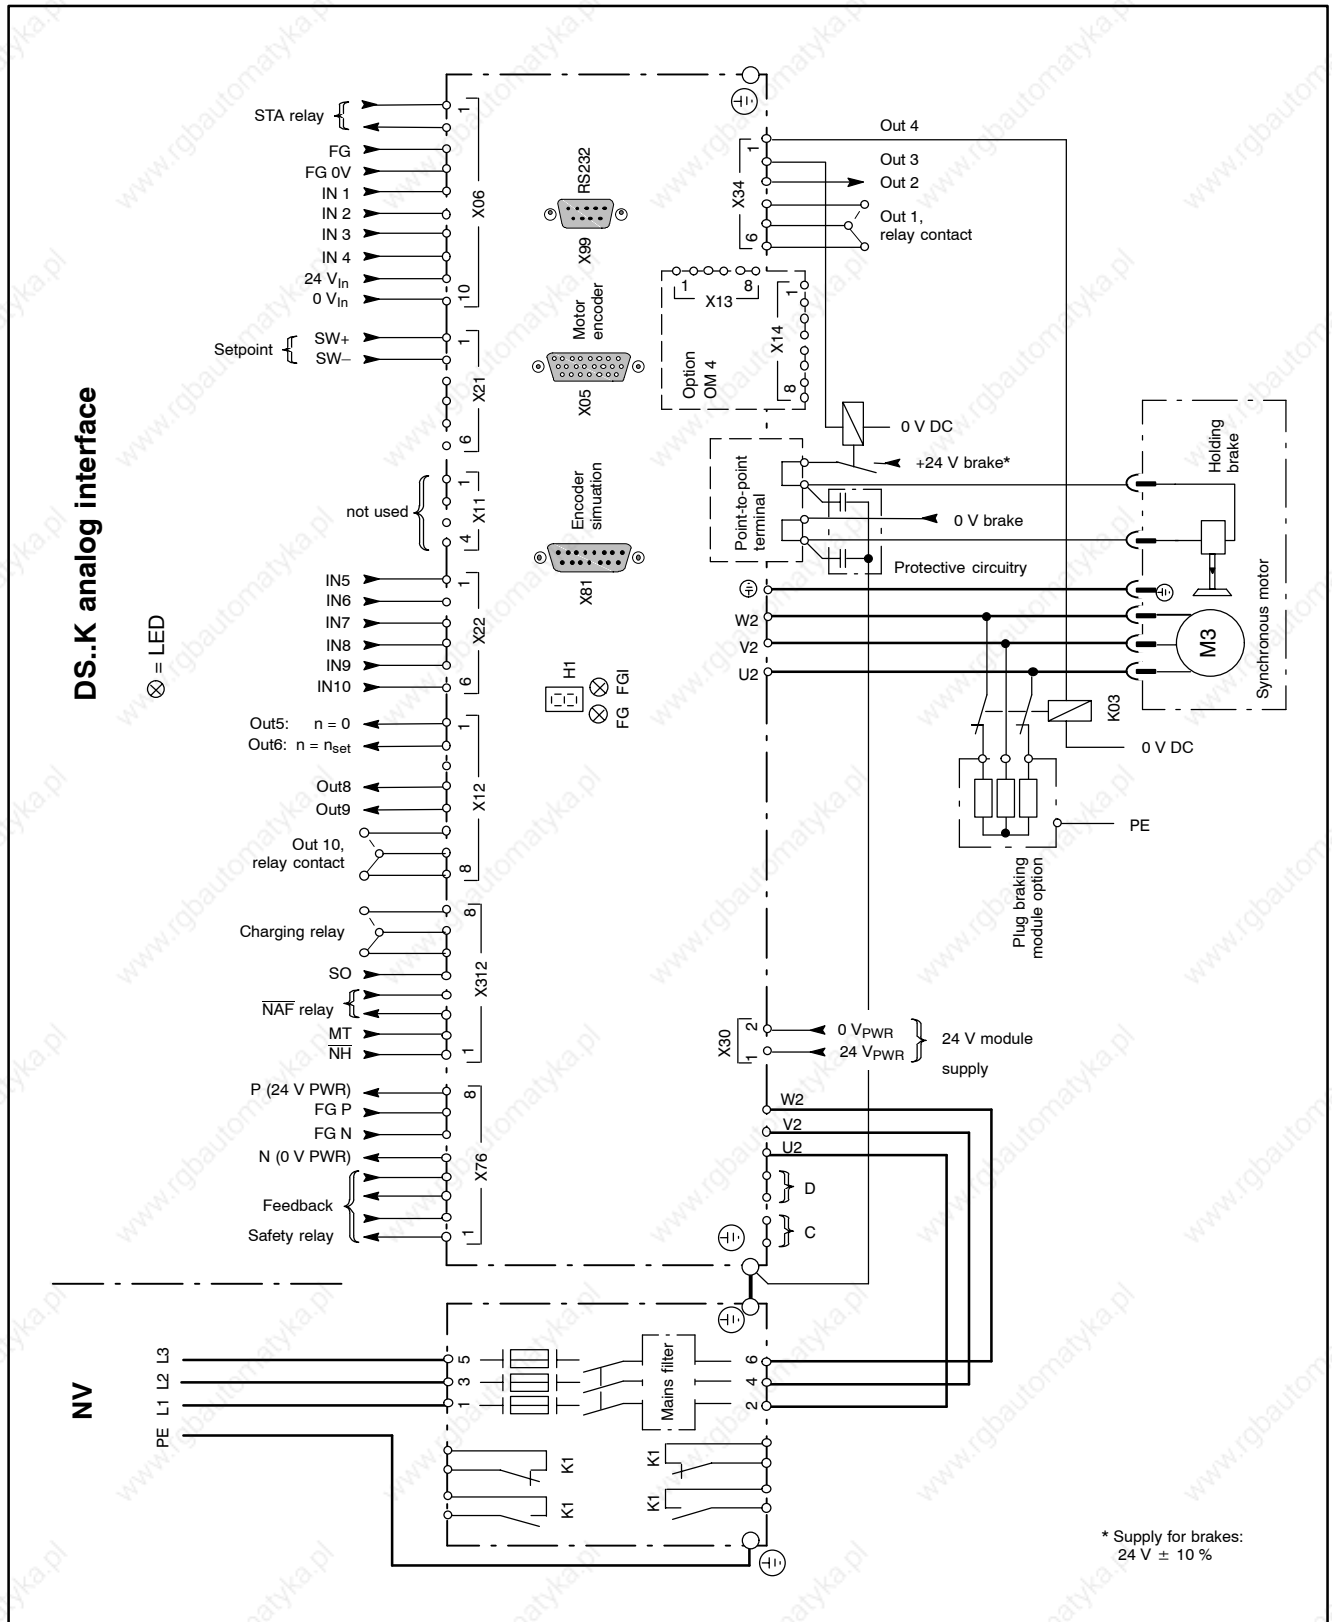 DS..K analog interface
= LED
NV
STA relay
FG
FG 0V
IN 1
IN 2
IN 3
IN 4
24 VIn
0 VIn
1
X06
10
Setpoint
SW+
SW–
1
X21
6
not used
1
X11
4
IN5
IN6
IN7
IN8
IN9
IN10
1
X22
6
Out5: n = 0
Out6: n = nset
Out8
Out9
Out 10,
relay contact
1
X12
8
Charging relay
SO
NAF relay
MT
NH
8
X312
1
P (24 V PWR)
FG P
FG N
N (0 V PWR)
Feedback
Safety relay
8
X76
1
RS232
X99
Motor
encoder
X05
Encoder
simuation
X81
H1
FGI
FG
1
X34
6
Out 4
Out 3
Out 2
Out 1,
relay contact
1
X13
8
1
X14
8
Option
OM 4
0 V DC
+24 V brake*
Point-to-point
terminal
0 V brake
Protective circuitry
Holding
brake
Synchronous motor
M3
W2
V2
U2
K03
0 V DC
PE
Plug braking
module option
X30
2
1
0 VPWR
24 VPWR
24 V module
supply
W2
V2
U2
D
C
L3
L2
L1
PE
5
3
1
Mains filter
6
4
2
K1
K1
K1
K1
* Supply for brakes:
24 V ± 10 %
www.rgbautomatyka.pl